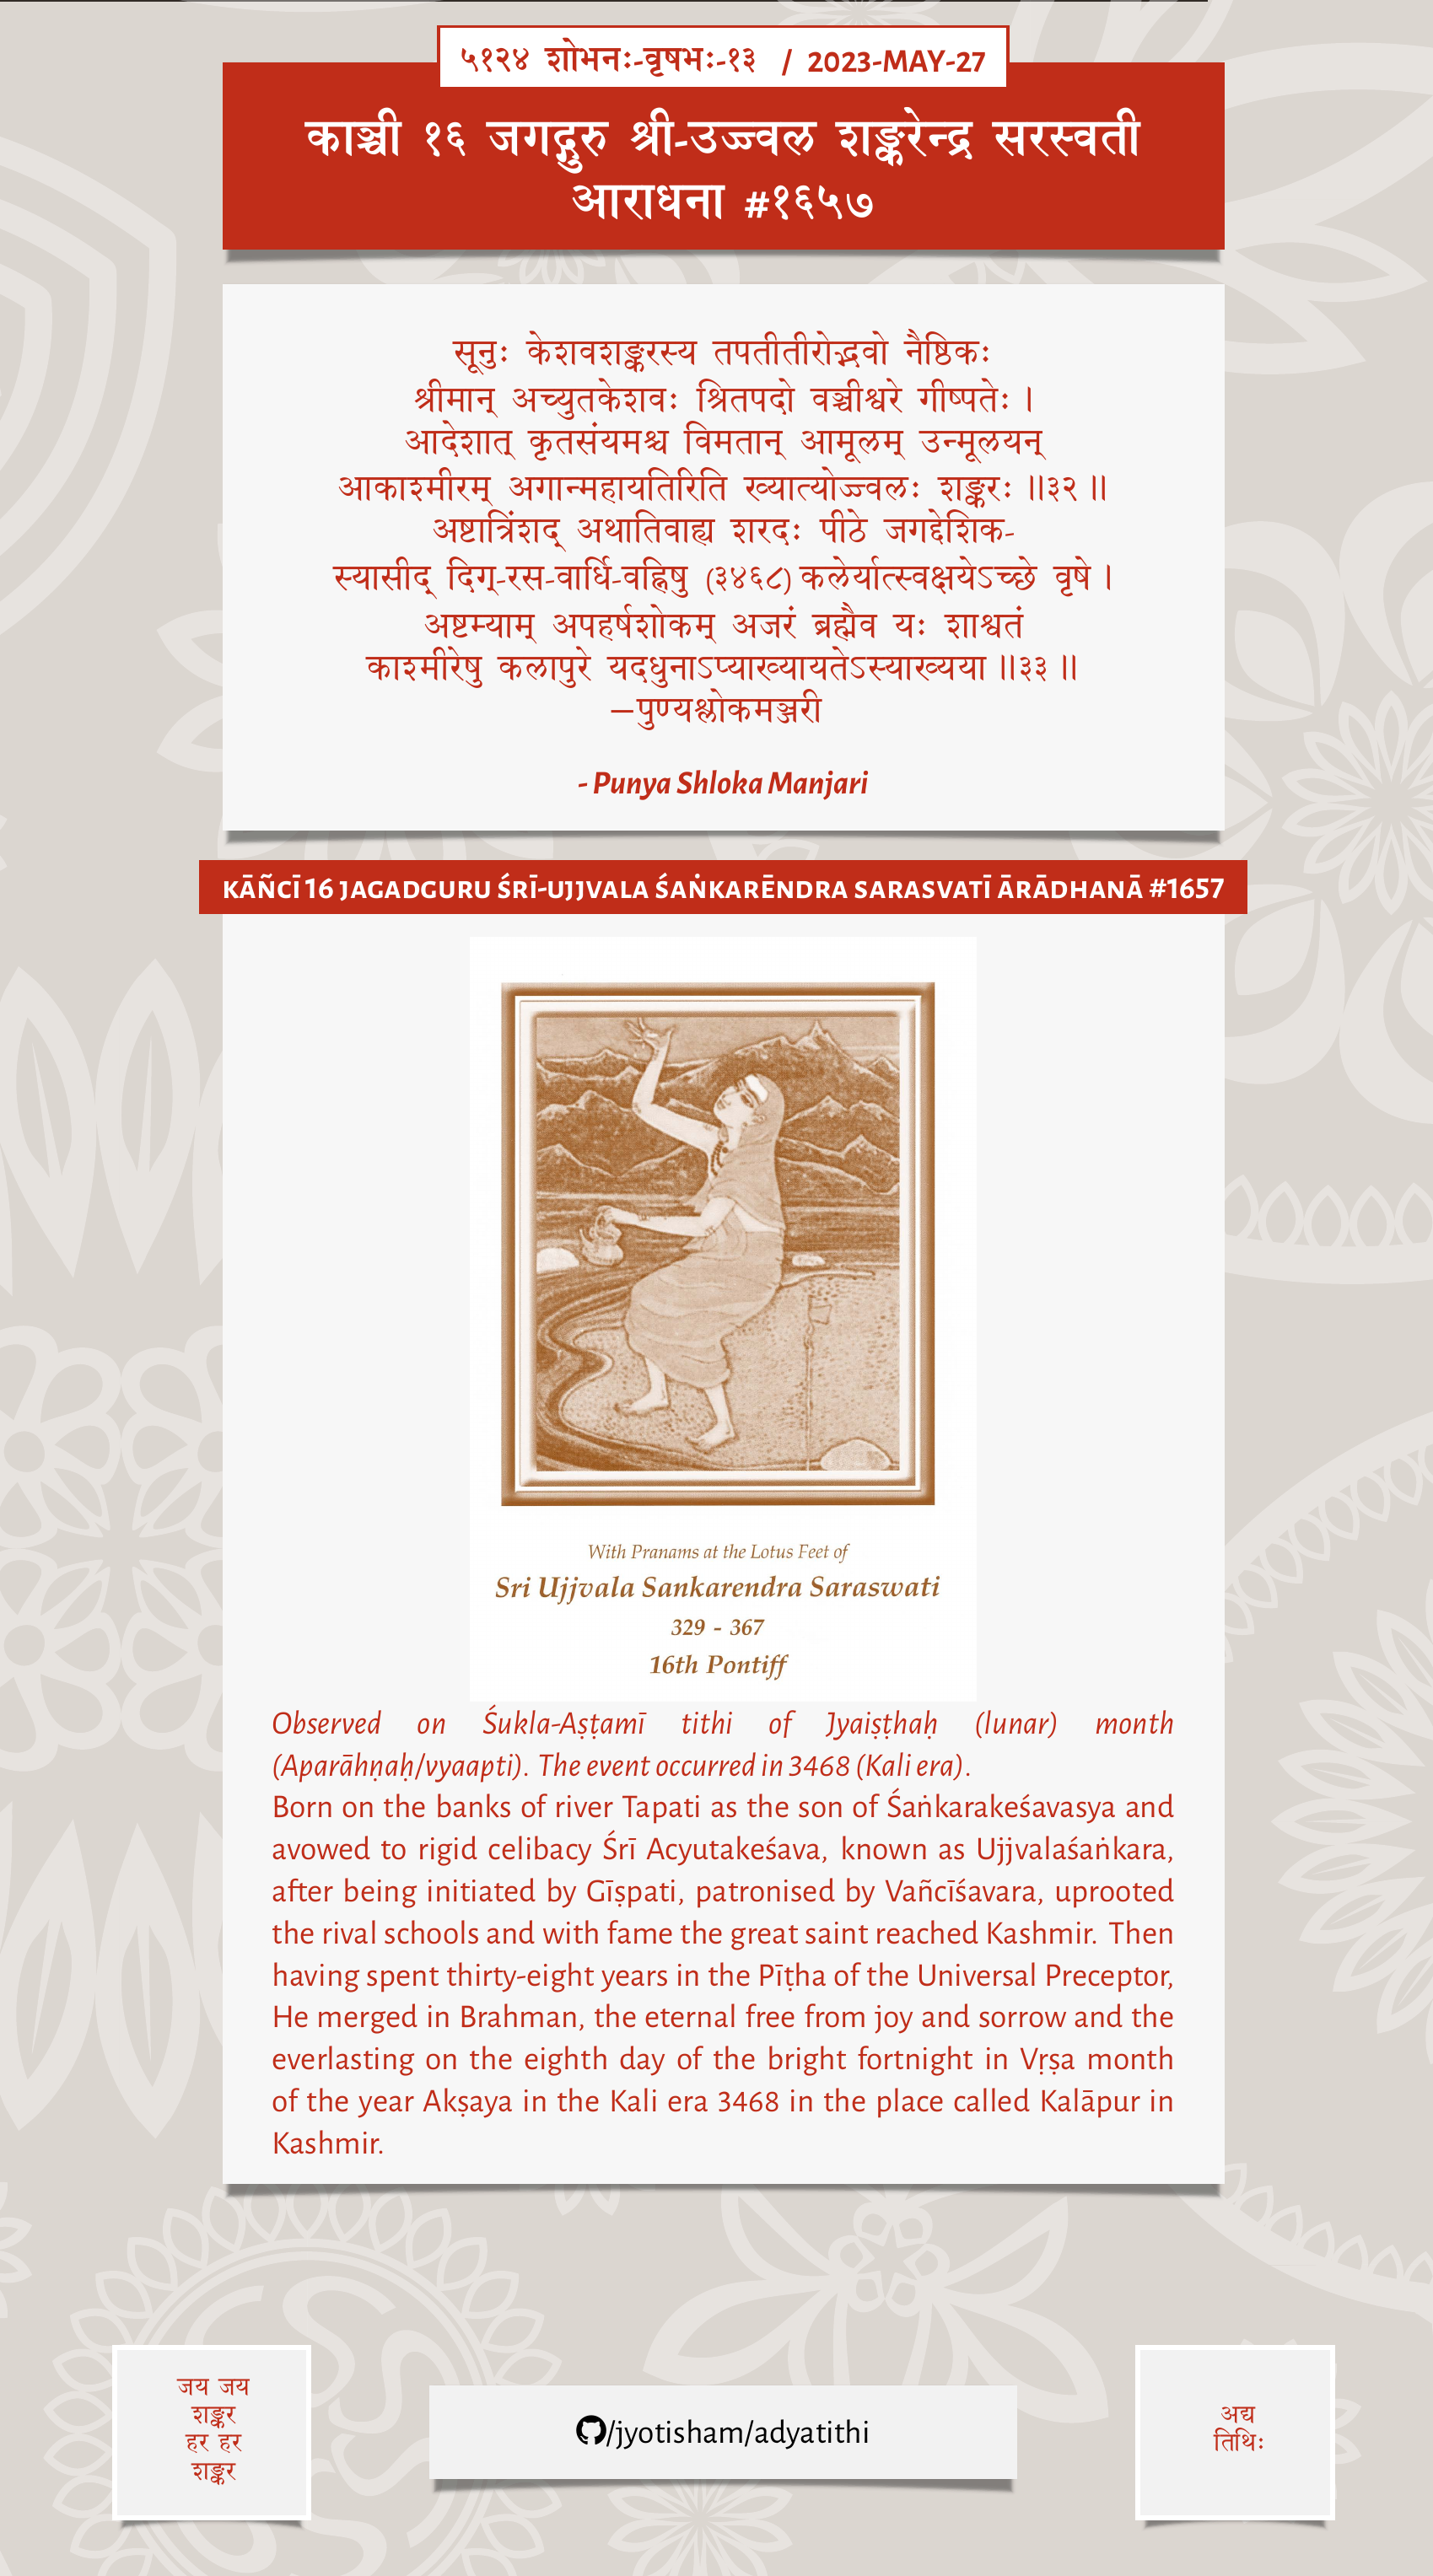 ५१२४ शोभनः-वृषभः-१३ / 2023-MAY-27
काञ्ची १६ जगद्गुरु श्री-उज्ज्वल शङ्करेन्द्र सरस्वती
आराधना #१६५७
सूनुः केशवशङ्करस्य तपतीतीरोद्भवो नैष्ठिकः
श्रीमान् अच्युतकेशवः श्रितपदो वञ्चीश्वरे गीष्पतेः ।
आदेशात् कृतसंयमश्च विमतान् आमूलम् उन्मूलयन्
आकाश्मीरम् अगान्महायतिरिति ख्यात्योज्ज्वलः शङ्करः ॥३२॥
अष्टात्रिंशद् अथातिवाह्य शरदः पीठे जगद्देशिक-
स्यासीद् दिग्-रस-वार्धि-वह्निषु (३४६८) कलेर्यात्स्वक्षयेऽच्छे वृषे ।
अष्टम्याम् अपहर्षशोकम् अजरं ब्रह्मैव यः शाश्वतं
काश्मीरेषु कलापुरे यदधुनाऽप्याख्यायतेऽस्याख्यया ॥३३॥
—पुण्यश्लोकमञ्जरी
- Punya Shloka Manjari
KĀÑCĪ 16 JAGADGURU ŚRĪ-UJJVALA ŚAṄKARĒNDRA SARASVATĪ ĀRĀDHANĀ #1657
With Pranams at the Lotus Feet of
Sri Ujjvala Sankarendra Saraswati
329 - 367
16th Pontiff
Observed on Śukla-Aṣṭamī tithi of Jyaiṣṭhaḥ (lunar) month
(Aparāhṇaḥ/vyaapti). The event occurred in 3468 (Kali era).
Born on the banks of river Tapati as the son of Śaṅkarakeśavasya and
avowed to rigid celibacy Śrī Acyutakeśava, known as Ujjvalaśaṅkara,
after being initiated by Gīṣpati, patronised by Vañcīśavara, uprooted
the rival schools and with fame the great saint reached Kashmir. Then
having spent thirty-eight years in the Pīṭha of the Universal Preceptor,
He merged in Brahman, the eternal free from joy and sorrow and the
everlasting on the eighth day of the bright fortnight in Vṛṣa month
of the year Akṣaya in the Kali era 3468 in the place called Kalāpur in
Kashmir.
जय जय
शङ्कर
हर हर
शङ्कर
/jyotisham/adyatithi
अद्य
तिथिः